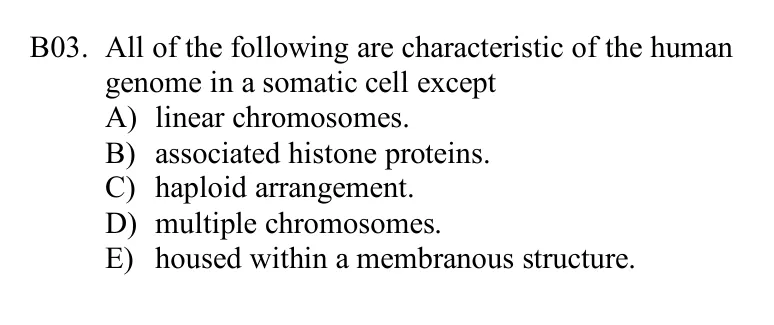 B03. All of the following are characteristic of the human
genome in a somatic cell except
A) linear chromosomes.
B) associated histone proteins.
C) haploid arrangement.
D) multiple chromosomes.
E) housed within a membranous structure.